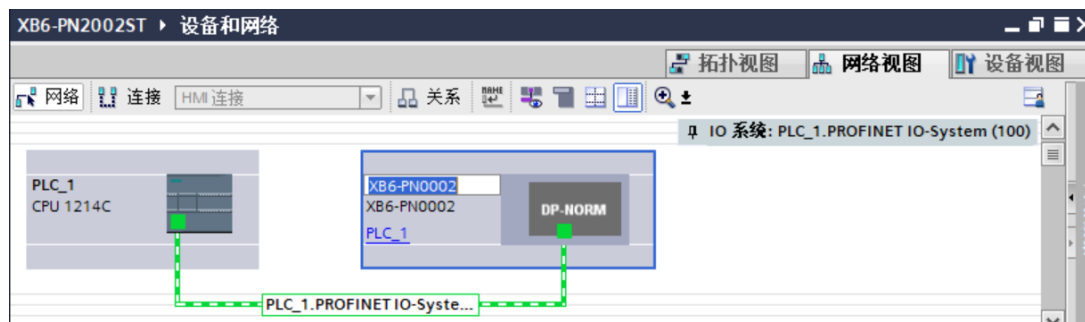 XB6-PN2002ST ▸ 设备和网络
拓扑视图 网络视图 设备视图
网络 连接 HMI 连接 关系
IO 系统: PLC_1.PROFINET IO-System (100)
PLC_1
CPU 1214C
XB6-PN0002
XB6-PN0002
PLC_1
DP-NORM
PLC_1.PROFINET IO-Syste...